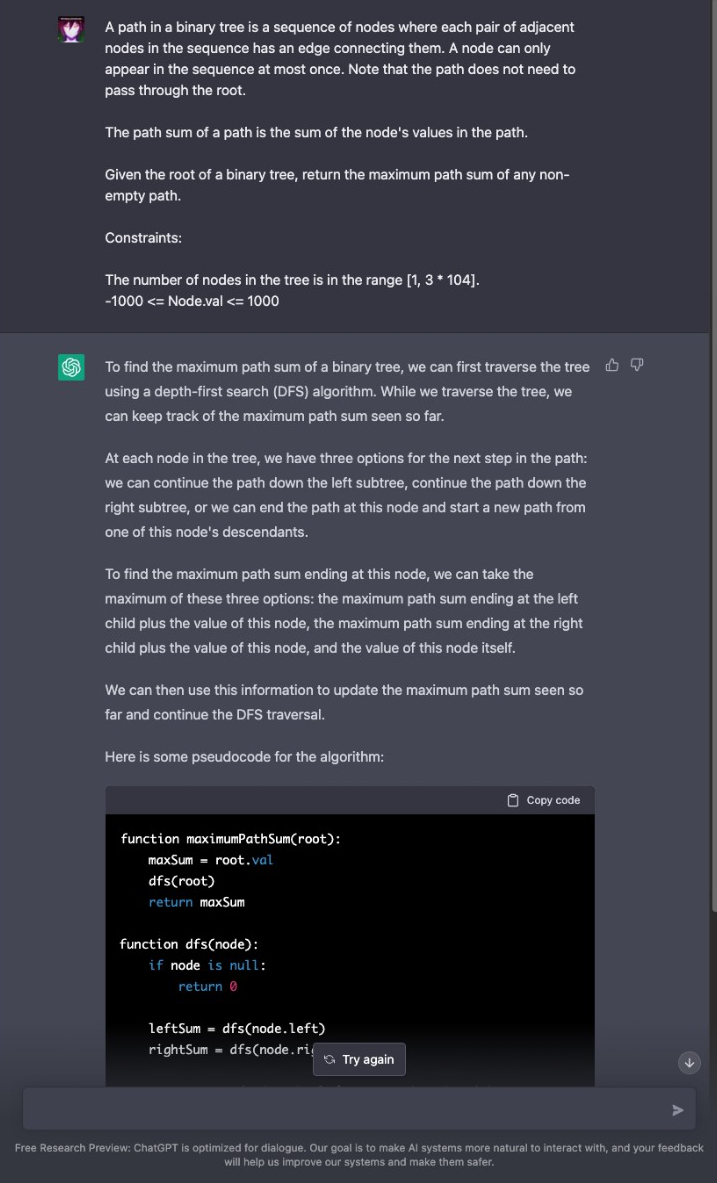 A path in a binary tree is a sequence of nodes where each pair of adjacent
nodes in the sequence has an edge connecting them. A node can only
appear in the sequence at most once. Note that the path does not need to
pass through the root.
The path sum of a path is the sum of the node's values in the path.
Given the root of a binary tree, return the maximum path sum of any non-
empty path.
Constraints:
The number of nodes in the tree is in the range [1, 3 * 104].
-1000 <= Node.val <= 1000
To find the maximum path sum of a binary tree, we can first traverse the tree
using a depth-first search (DFS) algorithm. While we traverse the tree, we
can keep track of the maximum path sum seen so far.
At each node in the tree, we have three options for the next step in the path:
we can continue the path down the left subtree, continue the path down the
right subtree, or we can end the path at this node and start a new path from
one of this node's descendants.
To find the maximum path sum ending at this node, we can take the
maximum of these three options: the maximum path sum ending at the left
child plus the value of this node, the maximum path sum ending at the right
child plus the value of this node, and the value of this node itself.
We can then use this information to update the maximum path sum seen so
far and continue the DFS traversal.
Here is some pseudocode for the algorithm:
Copy code
function maximumPathSum(root):
maxSum = root.val
dfs(root)
return maxSum
function dfs(node):
if node is null:
return 0
leftSum = dfs(node.left)
rightSum = dfs(node.ri
Try again
Free Research Preview: ChatGPT is optimized for dialogue. Our goal is to make AI systems more natural to interact with, and your feedback
will help us improve our systems and make them safer.